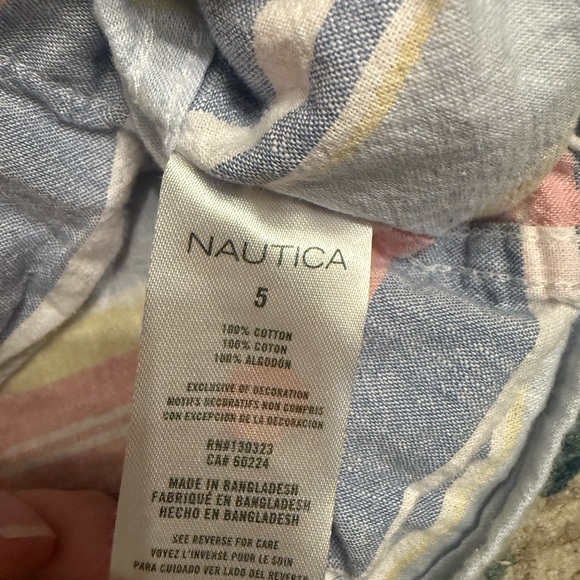 NAUTICA
5
100% COTTON
100% COTON
100% ALGODÓN
EXCLUSIVE OF DECORATION
MOTIFS DECORATIFS NON COMPRIS
CON EXCEPCIÓN DE LA DECORACIÓN
RN#130323
CA# 60224
MADE IN BANGLADESH
FABRIQUÉ EN BANGLADESH
HECHO EN BANGLADESH
SEE REVERSE FOR CARE
VOYEZ L'INVERSE POUR LE SOIN
PARA CUIDADO VER LADO DEL REVERTE